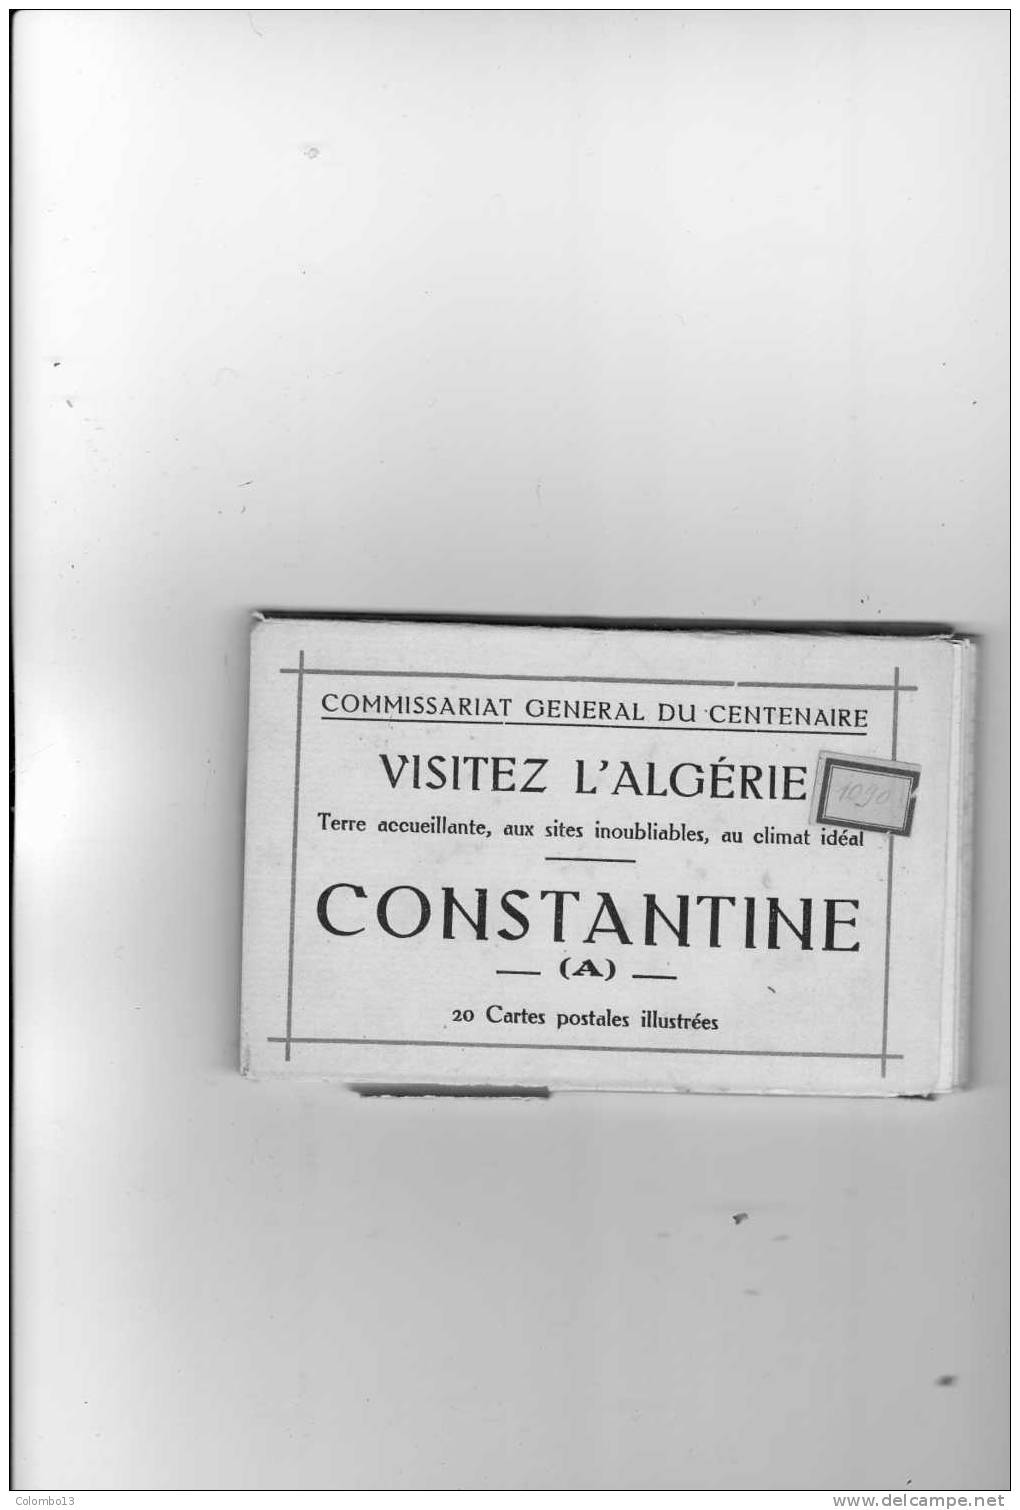 COMMISSARIAT GENERAL DU CENTENAIRE
VISITEZ L'ALGÉRIE
1090
Terre accueillante, aux sites inoubliables, au climat idéal
CONSTANTINE
(A)
20 Cartes postales illustrées
Colombo13
www.delcampe.net